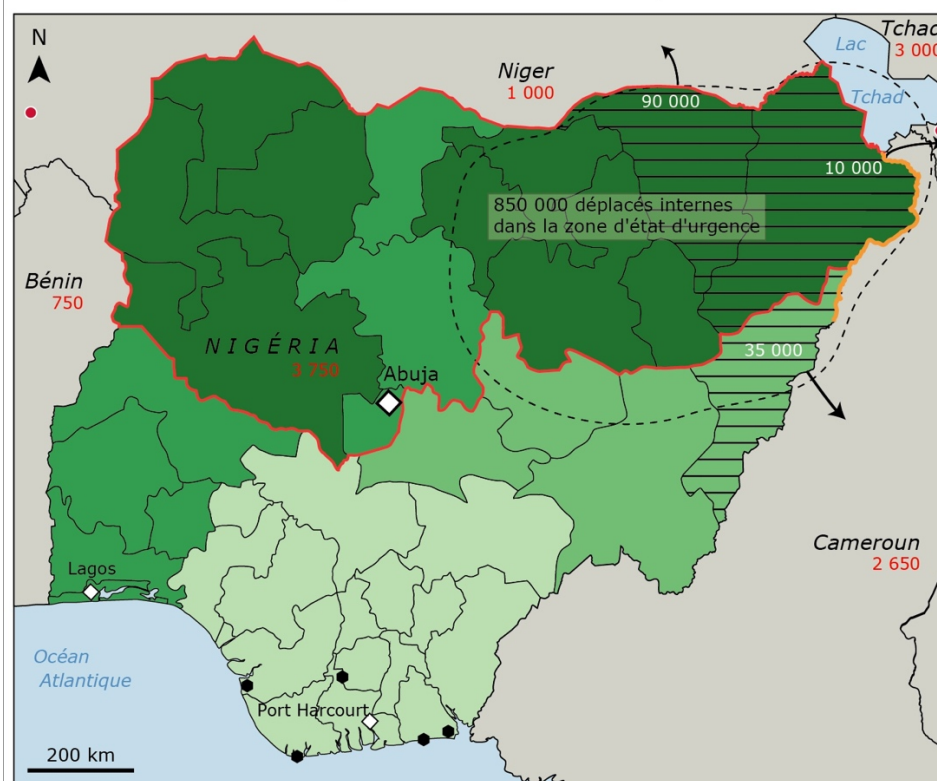 N
Tchad
3 000
Lac
Tchad
Niger
1 000
90 000
10 000
850 000 déplacés internes
dans la zone d'état d'urgence
Bénin
750
NIGÉRIA
3 750
Abuja
35 000
Cameroun
2 650
Lagos
Océan
Atlantique
Port Harcourt
200 km